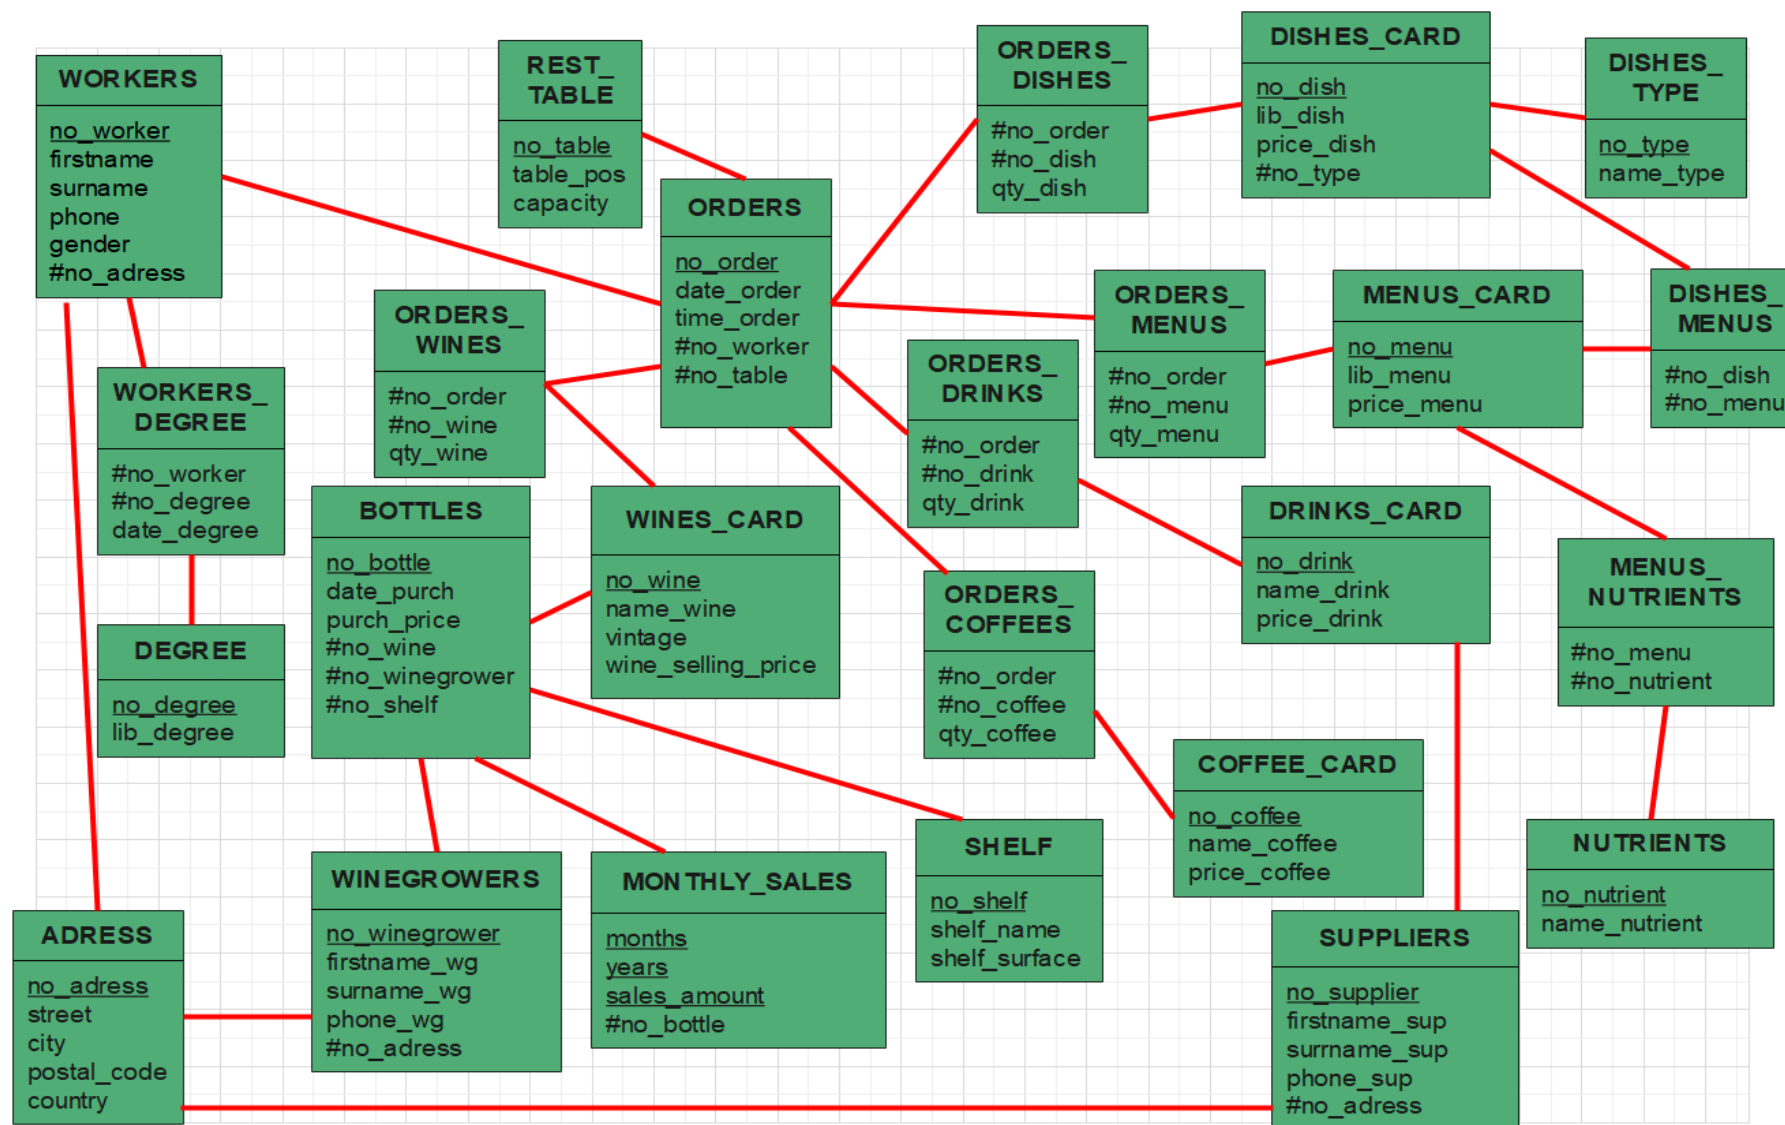 WORKERS
no_worker
firstname
surname
phone
gender
#no_adress
REST_
TABLE
no_table
table_pos
capacity
ORDERS
no_order
date_order
time_order
#no_worker
#no_table
ORDERS_
DISHES
#no_order
#no_dish
qty_dish
DISHES_CARD
no_dish
lib_dish
price_dish
#no_type
DISHES_
TYPE
no_type
name_type
ORDERS_
WINES
#no_order
#no_wine
qty_wine
ORDERS_
DRINKS
#no_order
#no_drink
qty_drink
ORDERS_
MENUS
#no_order
#no_menu
qty_menu
MENUS_CARD
no_menu
lib_menu
price_menu
DISHES_
MENUS
#no_dish
#no_menu
WORKERS_
DEGREE
#no_worker
#no_degree
date_degree
BOTTLES
no_bottle
date_purch
purch_price
#no_wine
#no_winegrower
#no_shelf
WINES_CARD
no_wine
name_wine
vintage
wine_selling_price
ORDERS_
COFFEES
#no_order
#no_coffee
qty_coffee
DRINKS_CARD
no_drink
name_drink
price_drink
MENUS_
NUTRIENTS
#no_menu
#no_nutrient
DEGREE
no_degree
lib_degree
COFFEE_CARD
no_coffee
name_coffee
price_coffee
NUTRIENTS
no_nutrient
name_nutrient
ADRESS
no_adress
street
city
postal_code
country
WINEGROWERS
no_winegrower
firstname_wg
surname_wg
phone_wg
#no_adress
MONTHLY_SALES
months
years
sales_amount
#no_bottle
SHELF
no_shelf
shelf_name
shelf_surface
SUPPLIERS
no_supplier
firstname_sup
surrname_sup
phone_sup
#no_adress